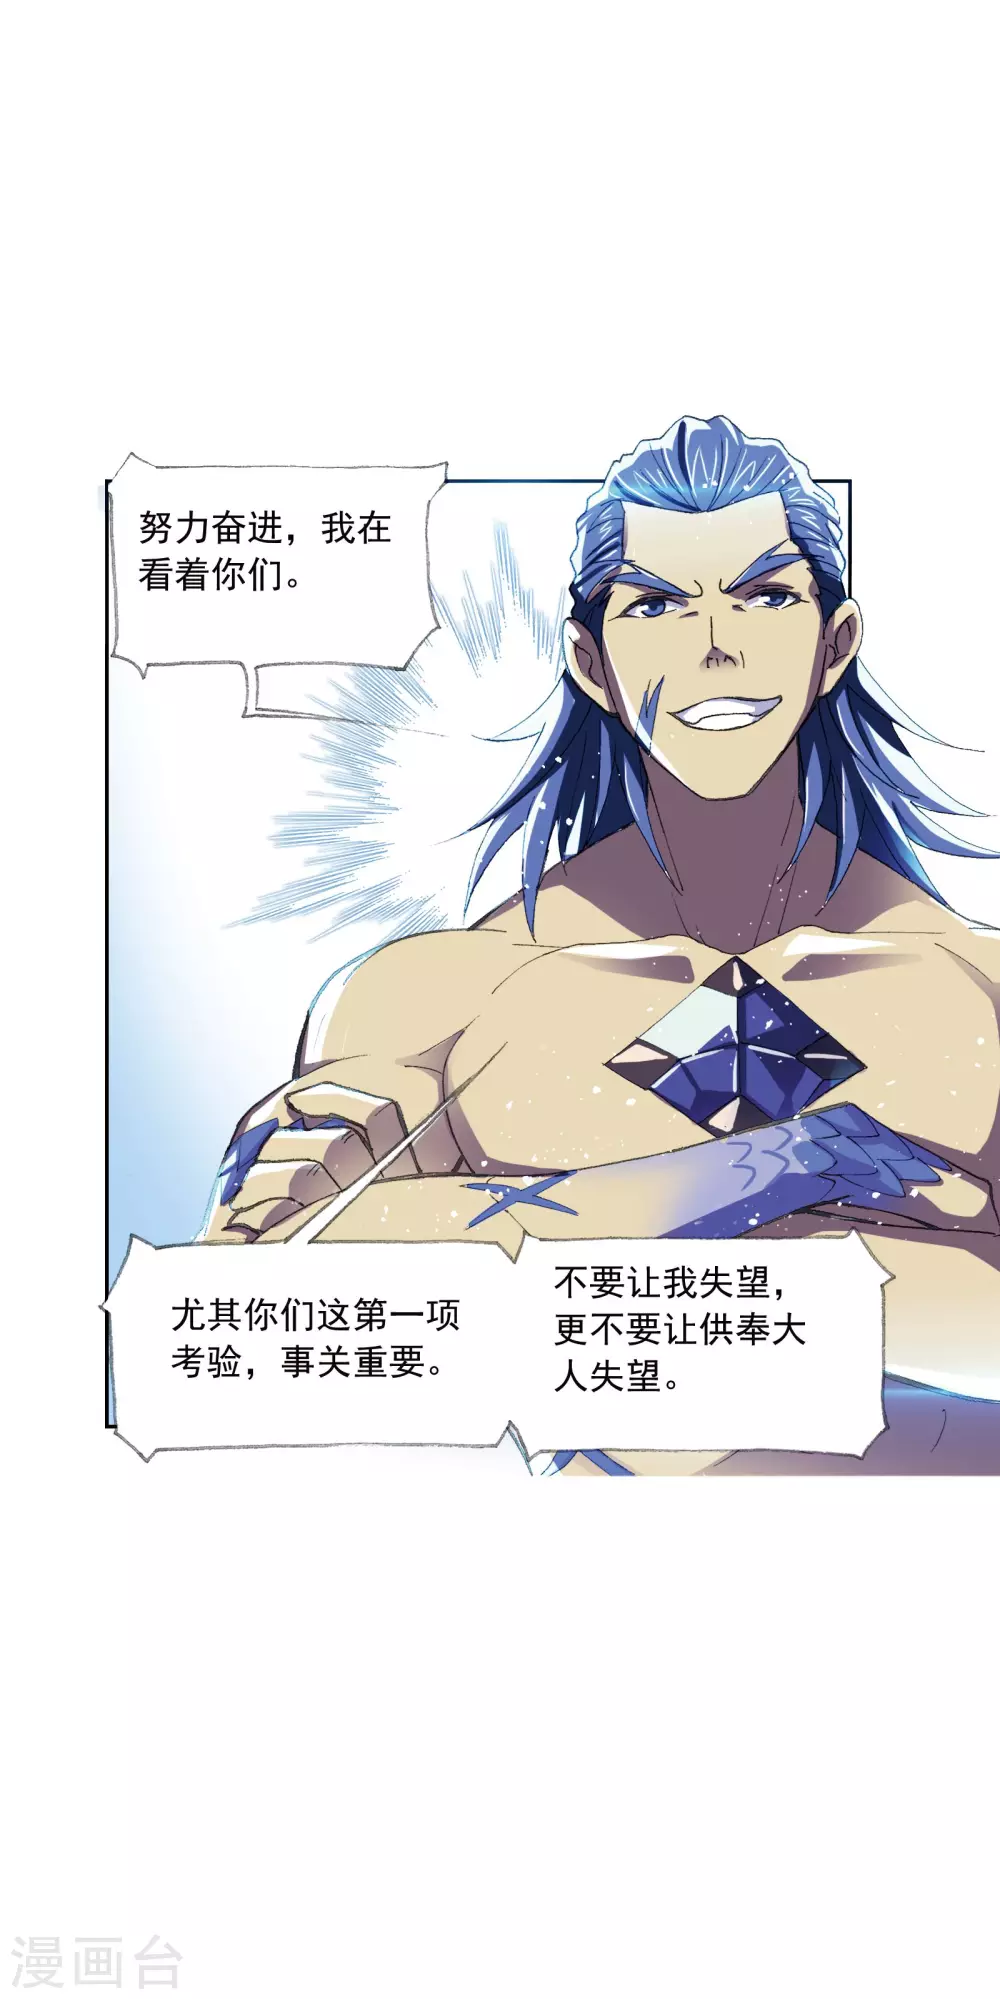 努力奋进，我在
看着你们。
尤其你们这第一项
考验，事关重要。
不要让我失望，
更不要让供奉大
人失望。
漫画台